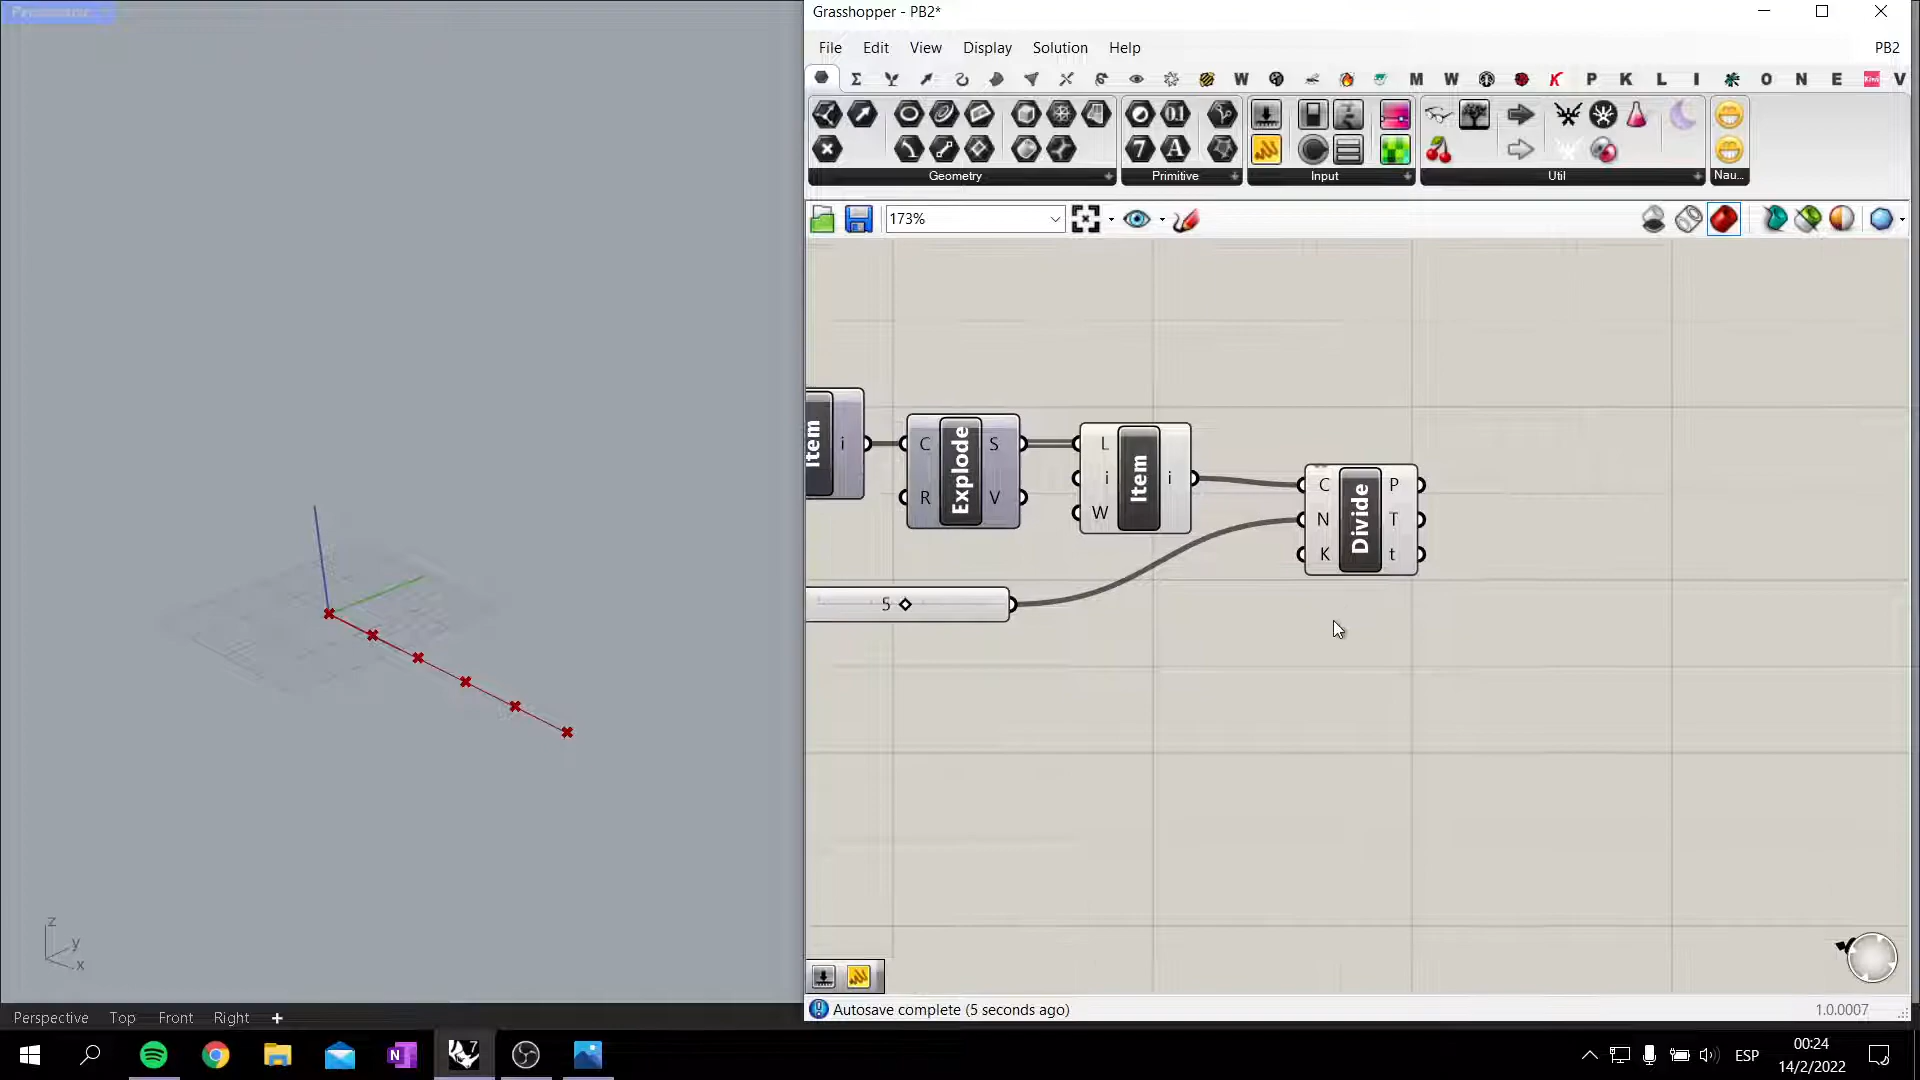 Perspective
Grasshopper - PB2*
File Edit View Display Solution Help PB2
W M W K P K L I O N E V
Geometry Primitive Input Util Nau...
173%
Item i
C S R V Explode
L i W Item i
C N K Divide P T t
5
z
y
x
Autosave complete (5 seconds ago) 1.0.0007
Perspective Top Front Right +
N 7 ESP 00:24
14/2/2022